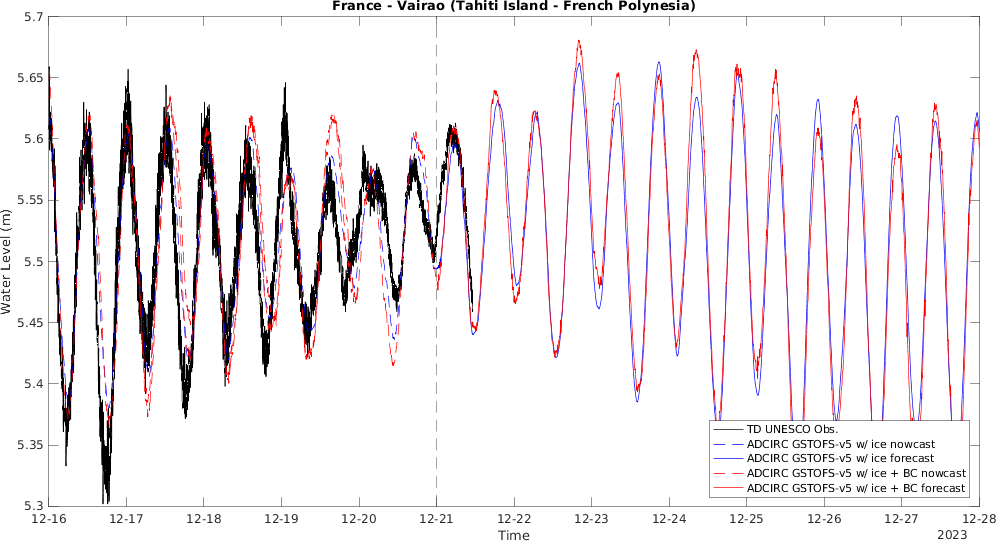 France - Vairao (Tahiti Island - French Polynesia)
5.7
5.65
5.6
5.55
5.5
5.45
5.4
5.35
5.3
Water Level (m)
TD UNESCO Obs.
ADCIRC GSTOFS-v5 w/ ice nowcast
ADCIRC GSTOFS-v5 w/ ice forecast
ADCIRC GSTOFS-v5 w/ ice + BC nowcast
ADCIRC GSTOFS-v5 w/ ice + BC forecast
12-16 12-17 12-18 12-19 12-20 12-21 12-22 12-23 12-24 12-25 12-26 12-27 12-28
Time
2023